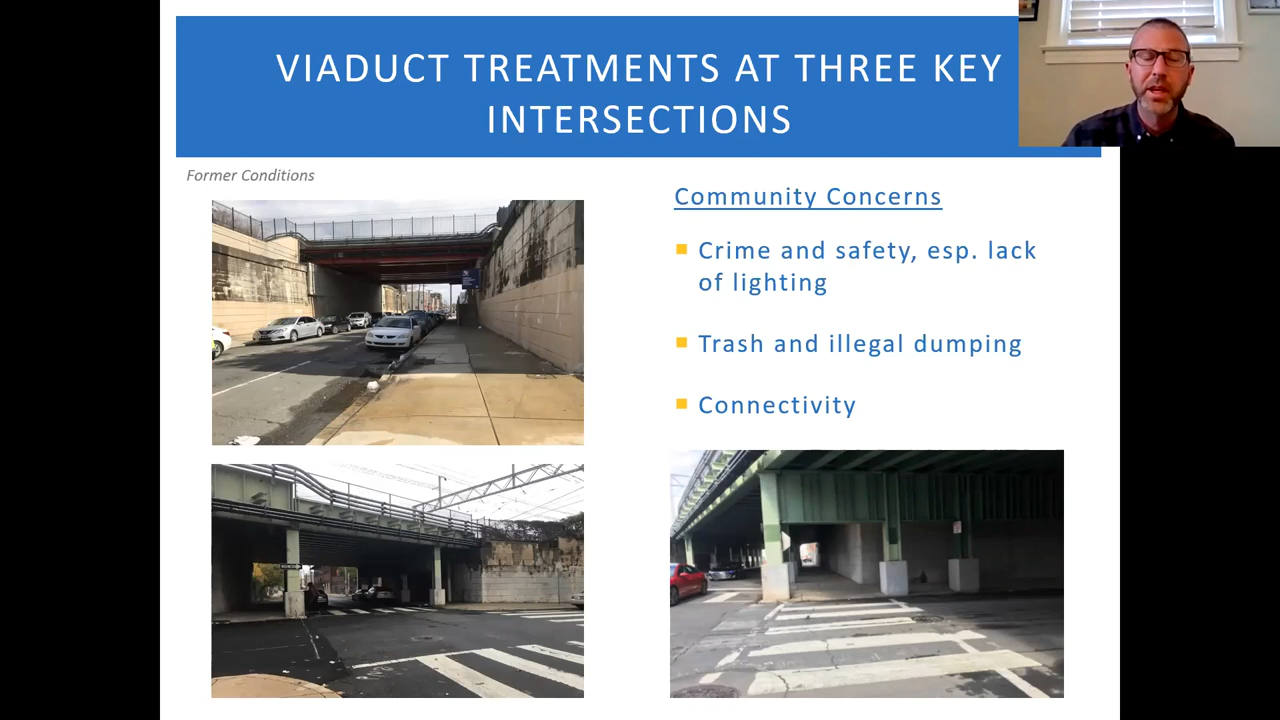 VIADUCT TREATMENTS AT THREE KEY
INTERSECTIONS
Former Conditions
Community Concerns
Crime and safety, esp. lack
of lighting
Trash and illegal dumping
Connectivity